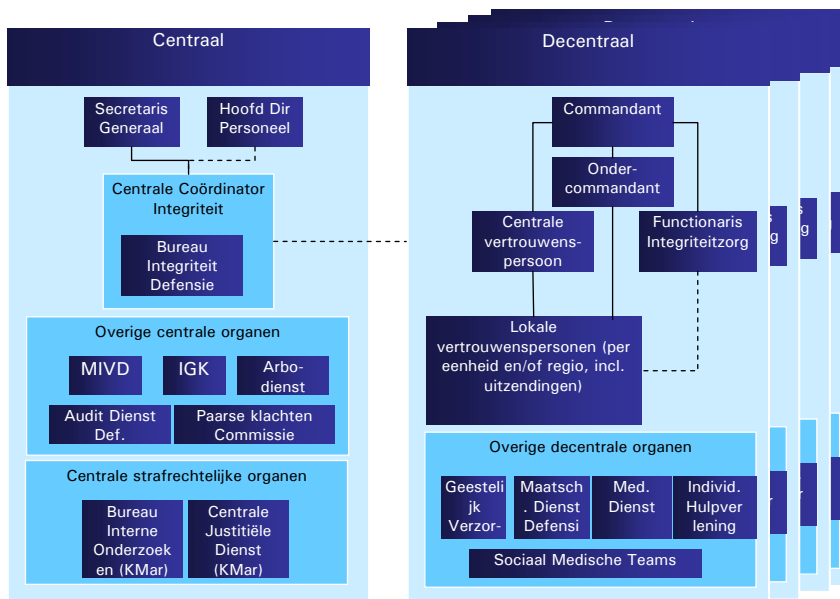 Centraal
Secretaris
Generaal
Hoofd Dir
Personeel
Centrale Coördinator
Integriteit
Bureau
Integriteit
Defensie
Overige centrale organen
MIVD
IGK
Arbo-
dienst
Audit Dienst
Def.
Paarse klachten
Commissie
Centrale strafrechtelijke organen
Bureau
Interne
Onderzoek
en (KMar)
Centrale
Justitiële
Dienst
(KMar)
Decentraal
Commandant
Onder-
commandant
Centrale
vertrouwens-
persoon
Functionaris
Integriteitzorg
Lokale
vertrouwenspersonen (per
eenheid en/of regio, incl.
uitzendingen)
Overige decentrale organen
Geesteli
jk
Verzor-
Maatsch
. Dienst
Defensi
Med.
Dienst
Individ.
Hulpver
lening
Sociaal Medische Teams